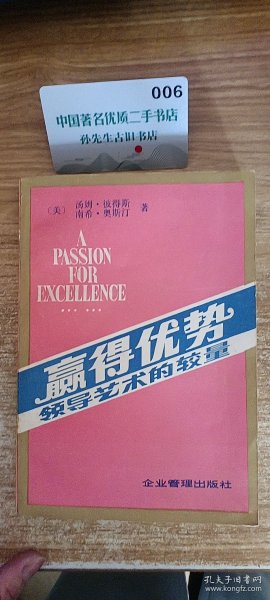 006
中国著名优质二手书店
孙先生古旧书店
(美) 汤姆·彼得斯
南希·奥斯汀 著
A
PASSION
FOR
EXCELLENCE
... ...
赢得优势
领导艺术的较量
企业管理出版社
孔夫子旧书网